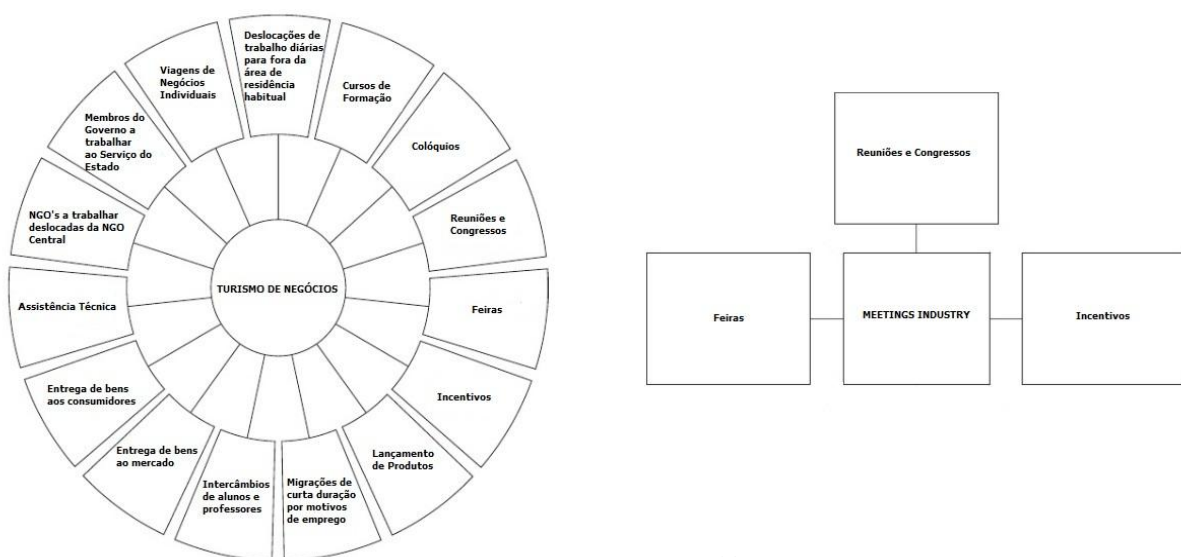 Deslocações de
trabalho diárias
para fora da
área de
residência
habitual
Cursos de
Formação
Colóquios
Reuniões e
Congressos
Feiras
Incentivos
Lançamento
de Produtos
Migrações de
curta duração
por motivos
de emprego
Intercâmbios
de alunos e
professores
Entrega de bens
ao mercado
Entrega de bens
aos consumidores
Assistência Técnica
NGO's a trabalhar
deslocadas da NGO
Central
Membros do
Governo a
trabalhar
ao Serviço do
Estado
Viagens de
Negócios
Individuais
TURISMO DE NEGÓCIOS
Reuniões e Congressos
Feiras
MEETINGS INDUSTRY
Incentivos